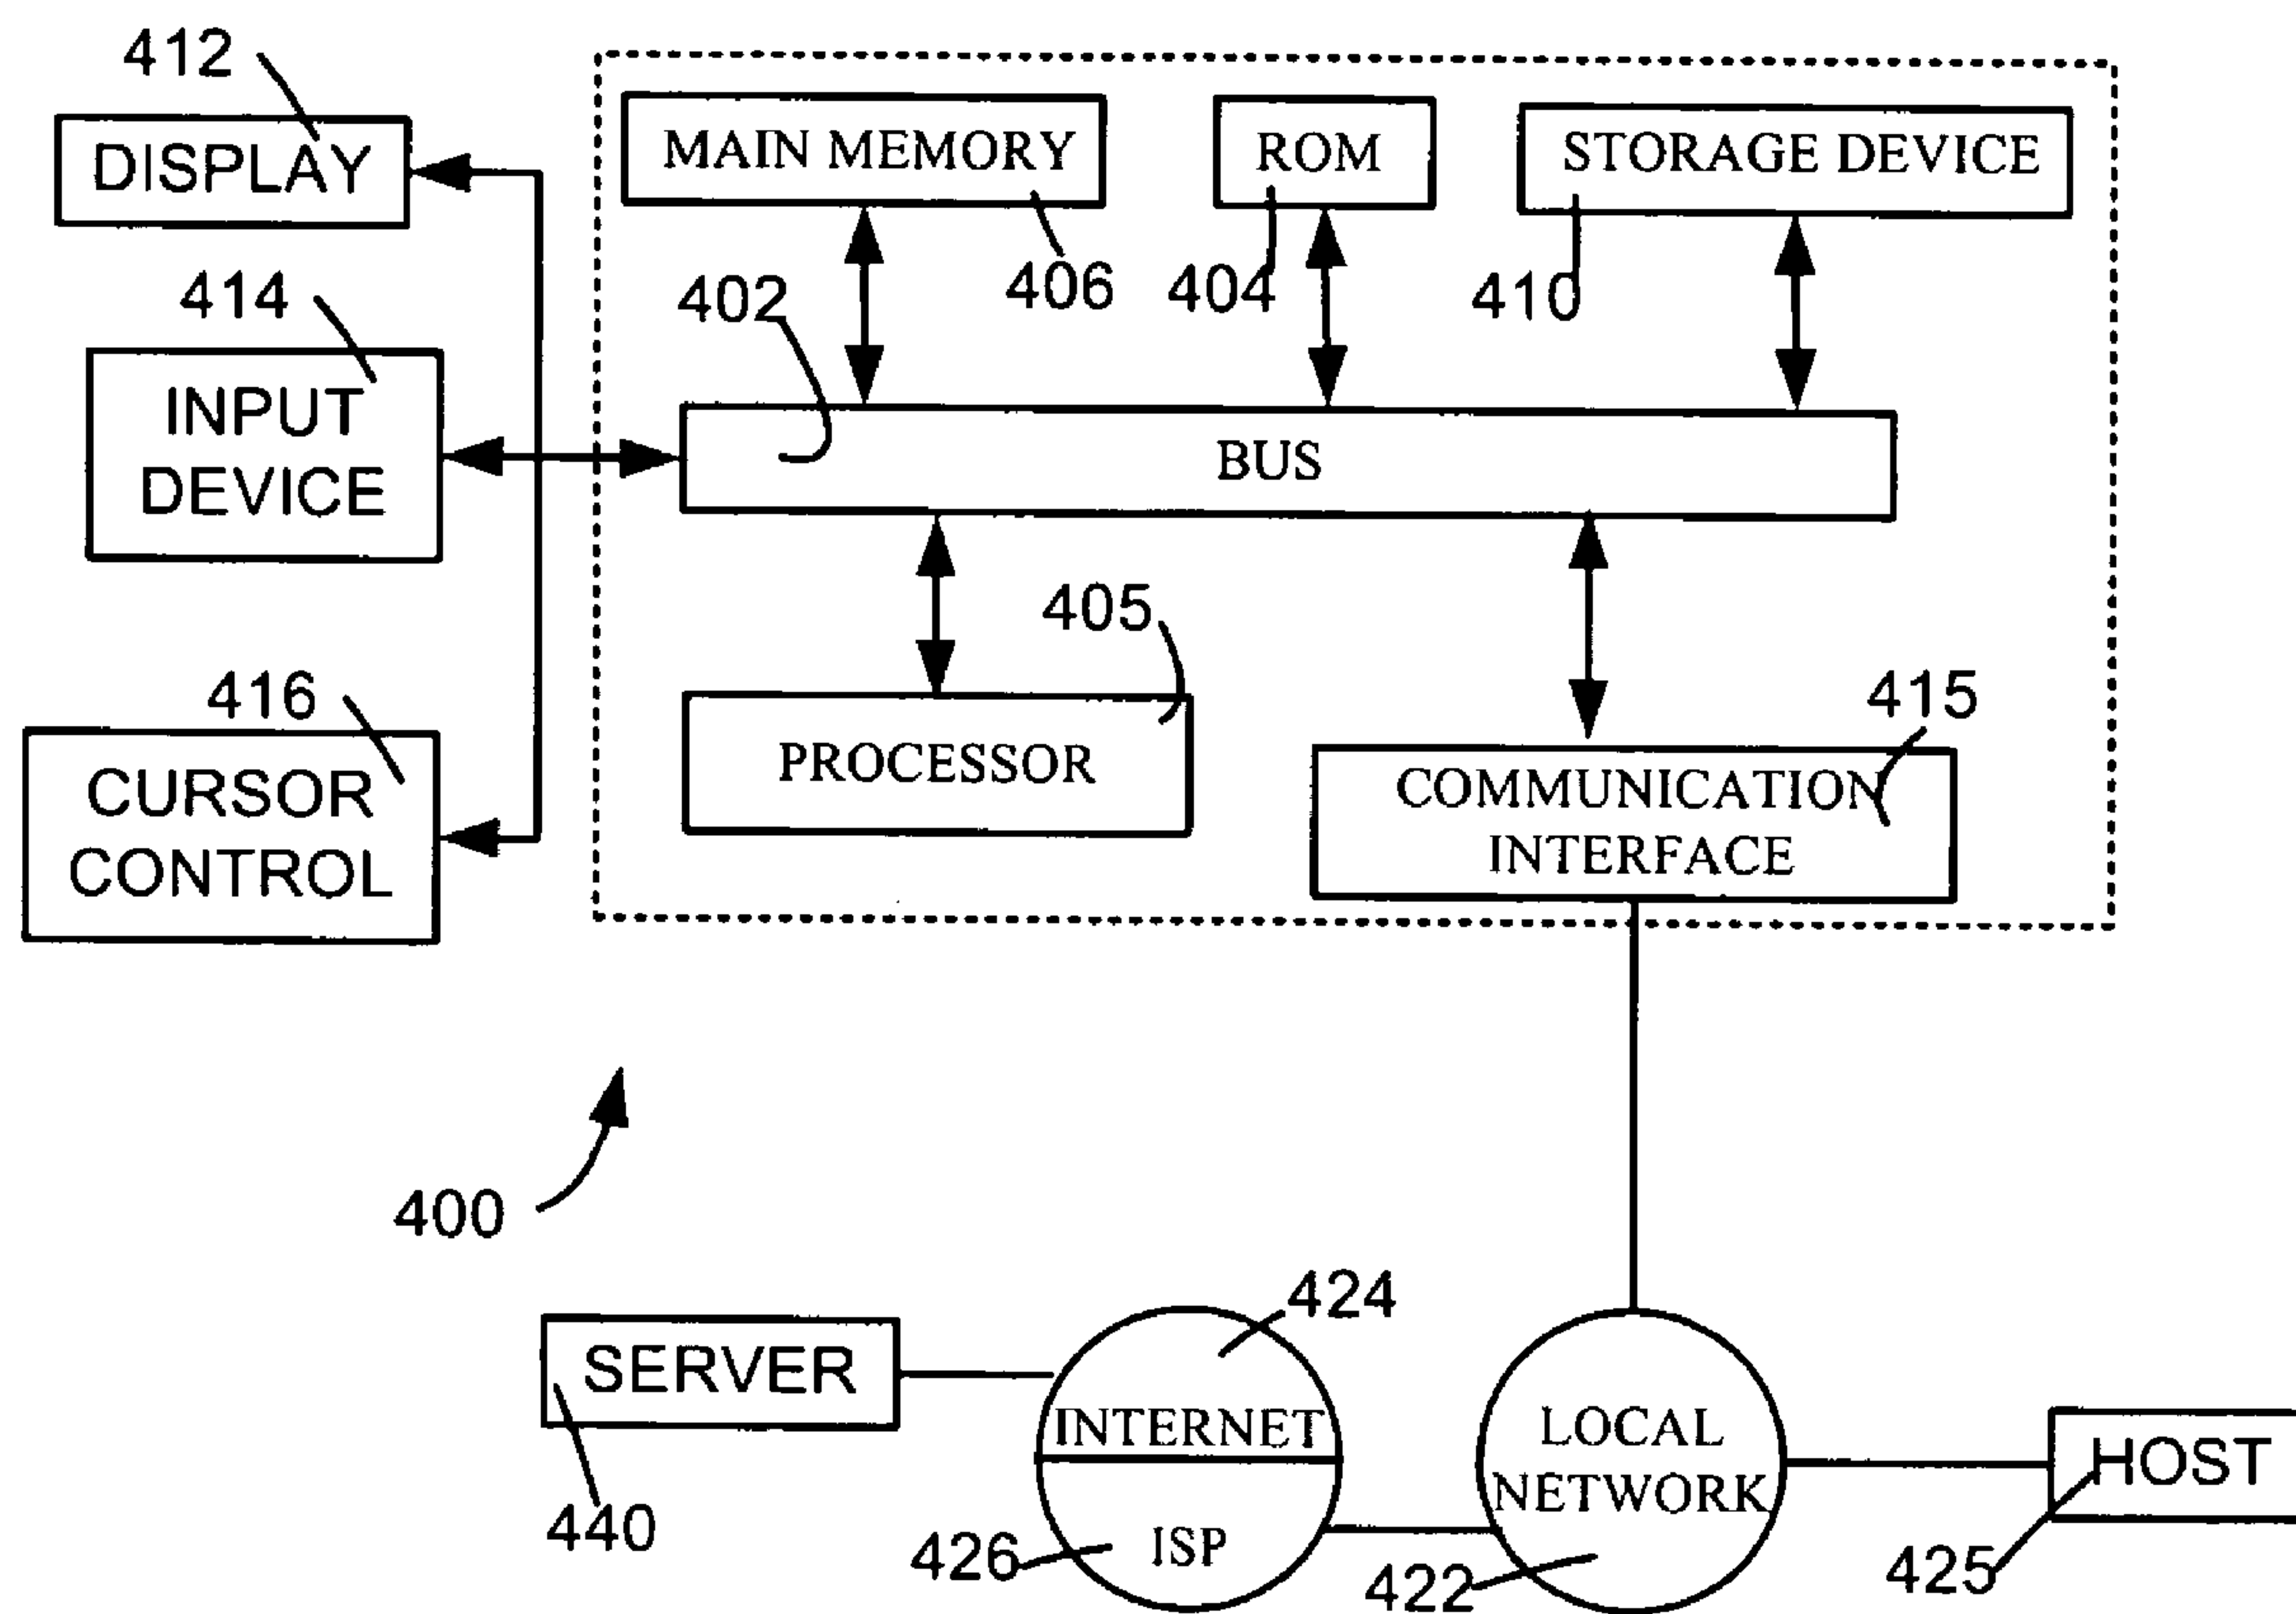 412
DISPLAY
MAIN MEMORY
ROM
STORAGE DEVICE
414
402
406
404
410
INPUT
DEVICE
BUS
405
416
415
CURSOR
CONTROL
PROCESSOR
COMMUNICATION
INTERFACE
400
424
SERVER
INTERNET
LOCAL
NETWORK
HOST
440
426
ISP
422
425